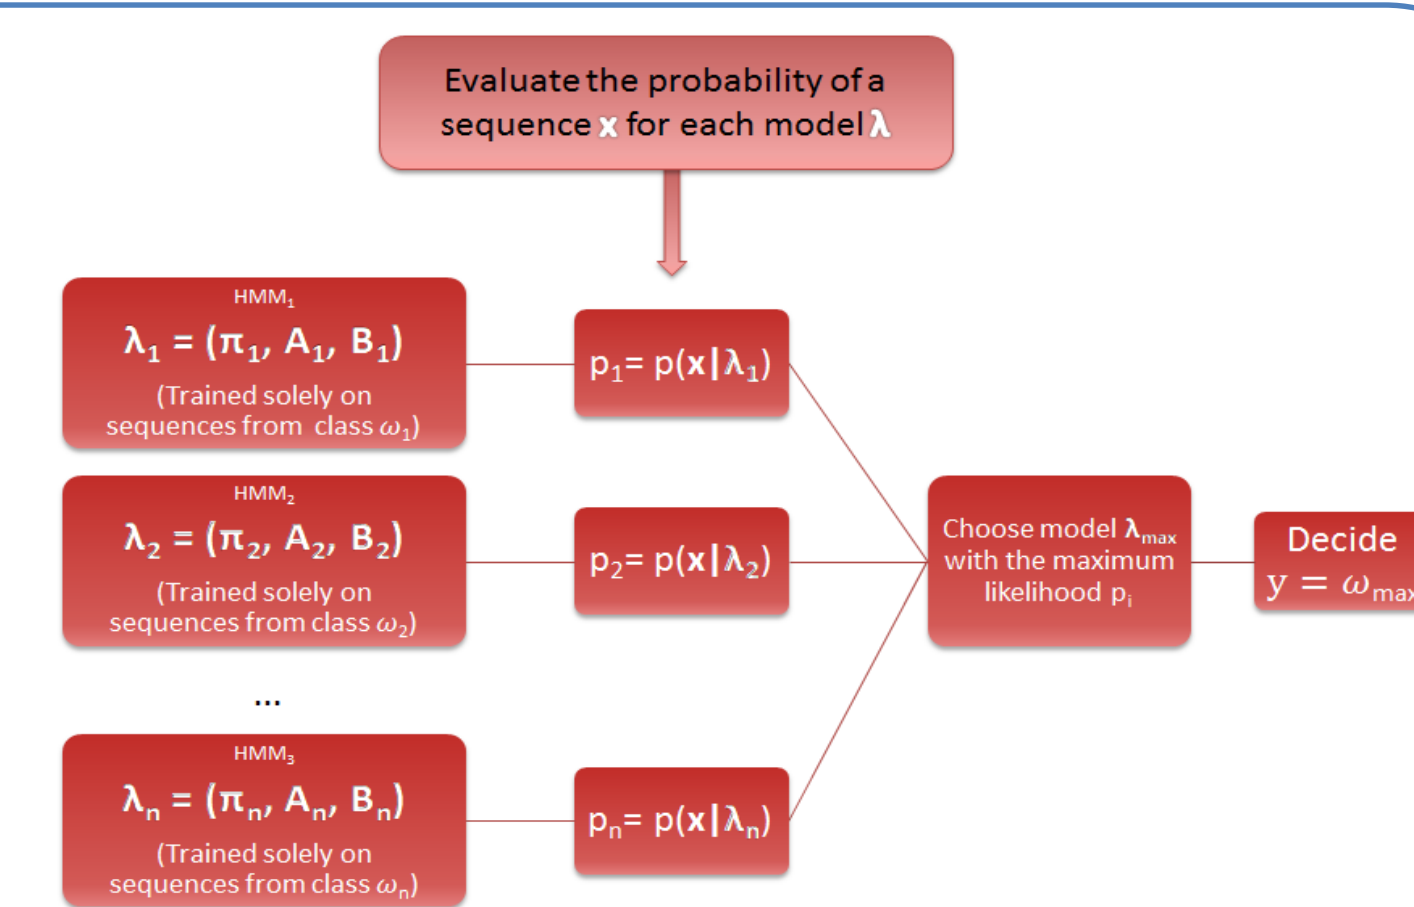 Evaluate the probability of a
sequence x for each model λ
HMM₁
λ₁ = (π₁, A₁, B₁)
(Trained solely on
sequences from class ω₁)
p₁= p(x|λ₁)
HMM₂
λ₂ = (π₂, A₂, B₂)
(Trained solely on
sequences from class ω₂)
p₂= p(x|λ₂)
...
HMM₃
λₙ = (πₙ, Aₙ, Bₙ)
(Trained solely on
sequences from class ωₙ)
pₙ= p(x|λₙ)
Choose model λmax
with the maximum
likelihood pᵢ
Decide
y = ωmax